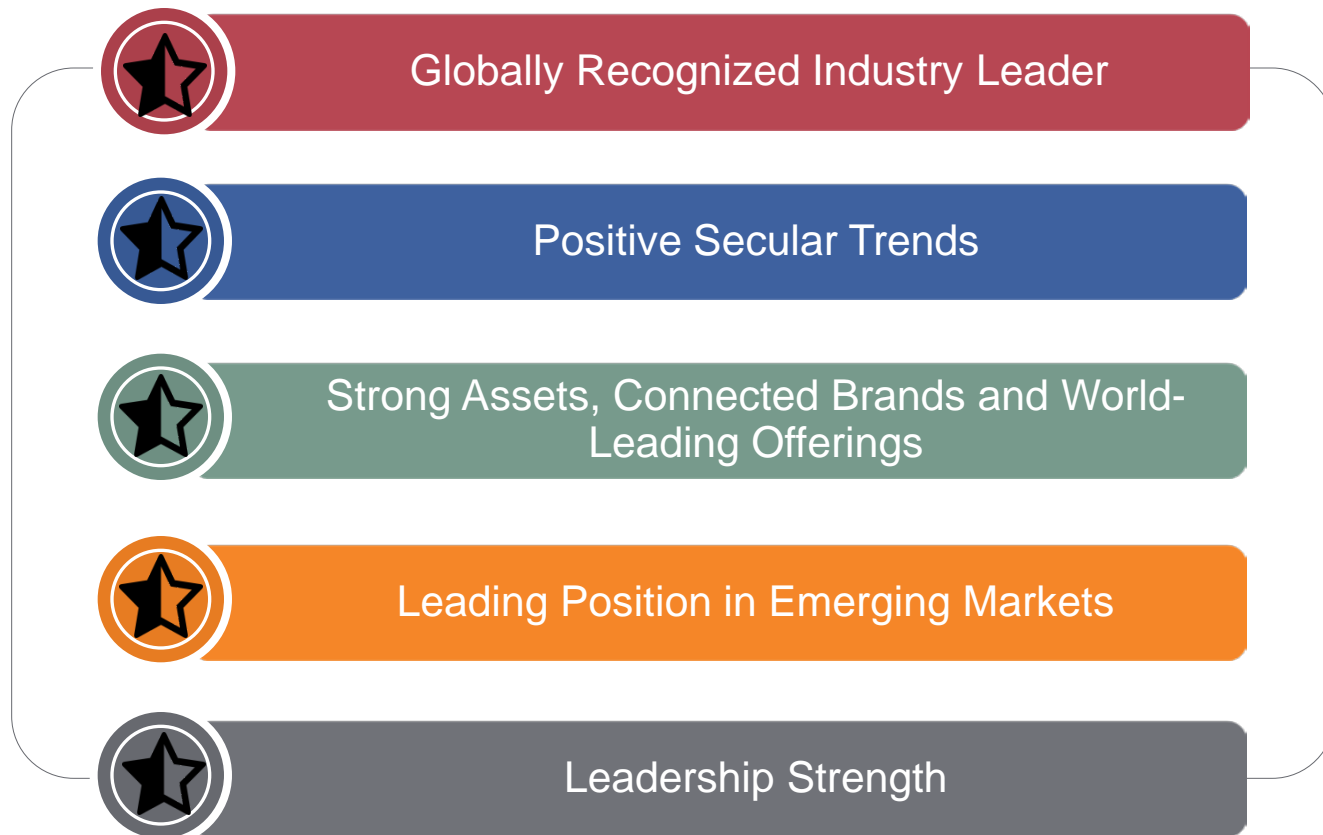 Globally Recognized Industry Leader
Positive Secular Trends
Strong Assets, Connected Brands and World-
Leading Offerings
Leading Position in Emerging Markets
Leadership Strength